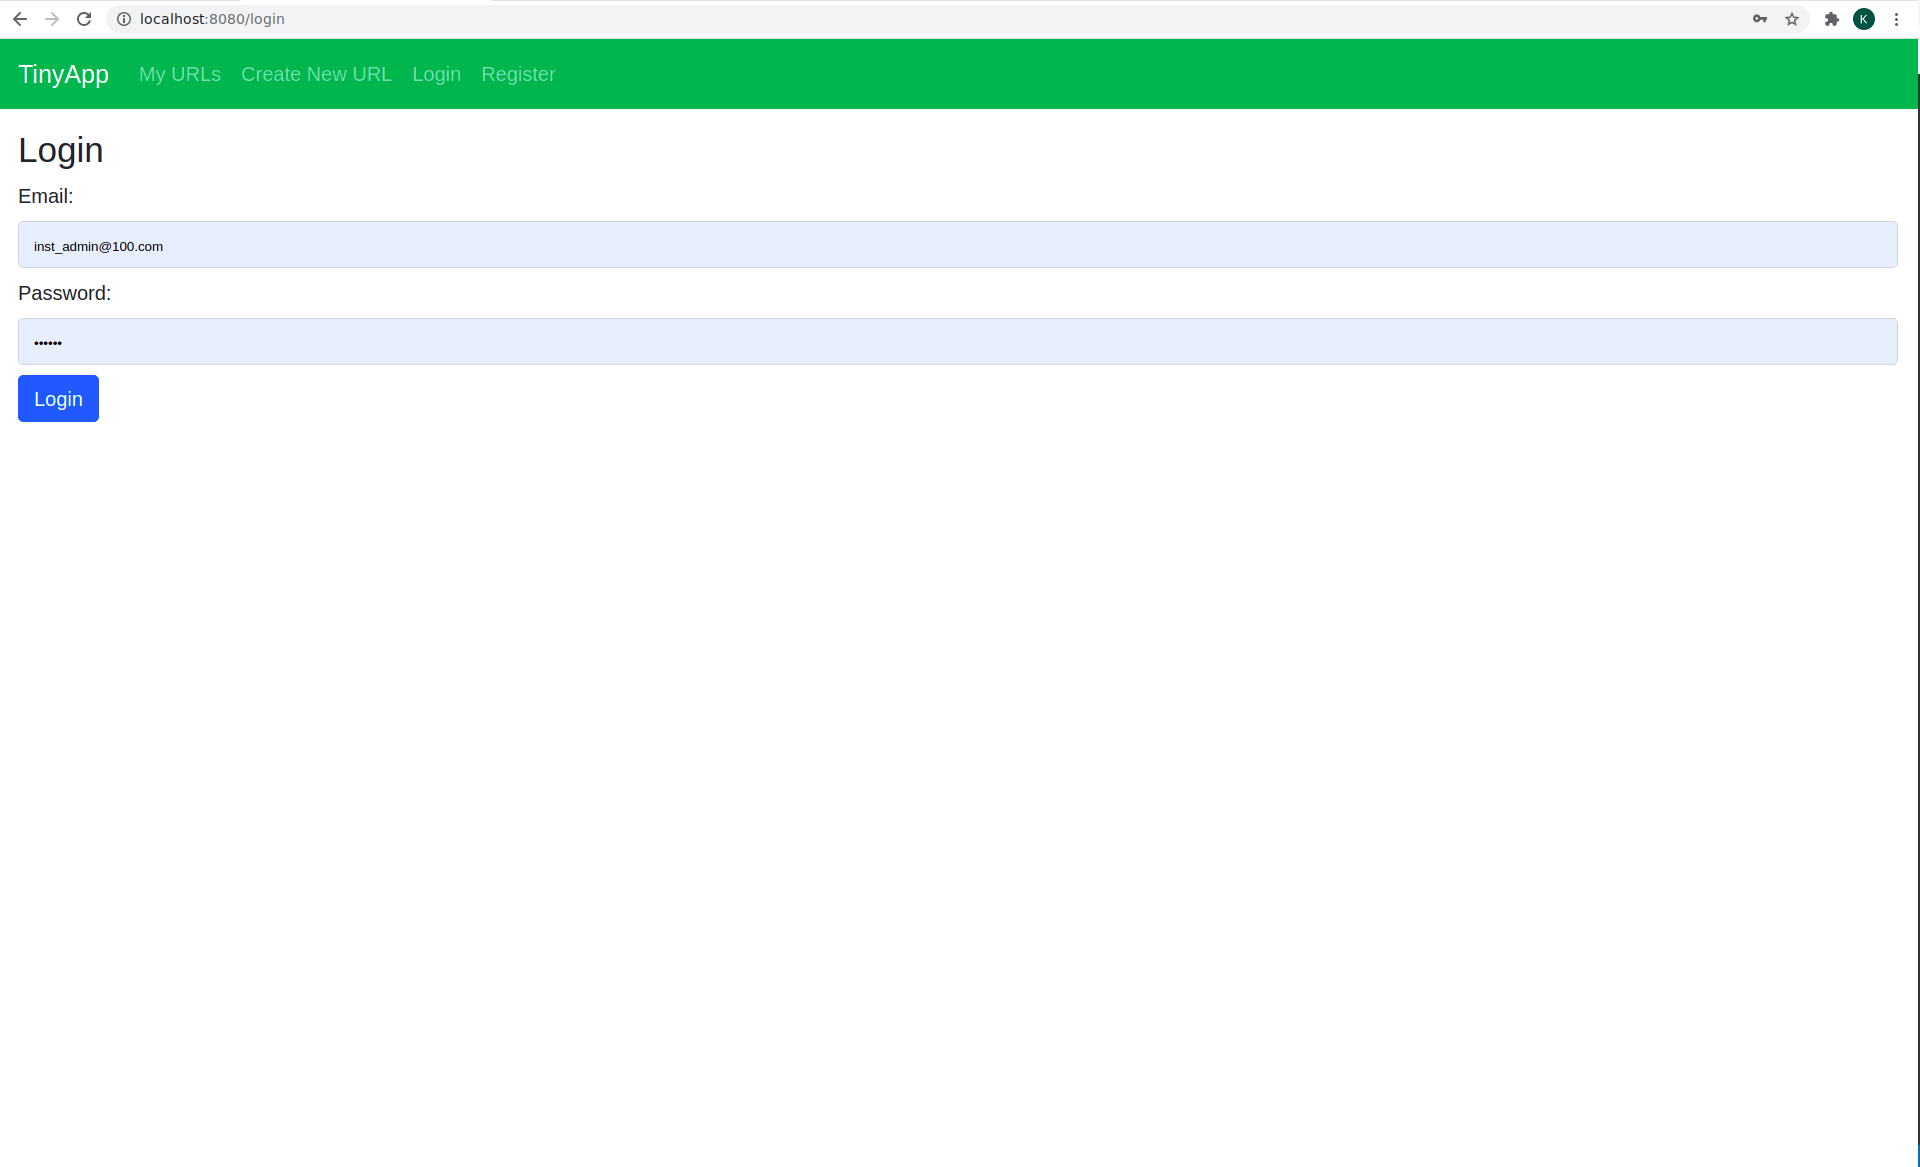 localhost:8080/login
K
TinyApp My URLs Create New URL Login Register
Login
Email:
inst_admin@100.com
Password:
••••••
Login